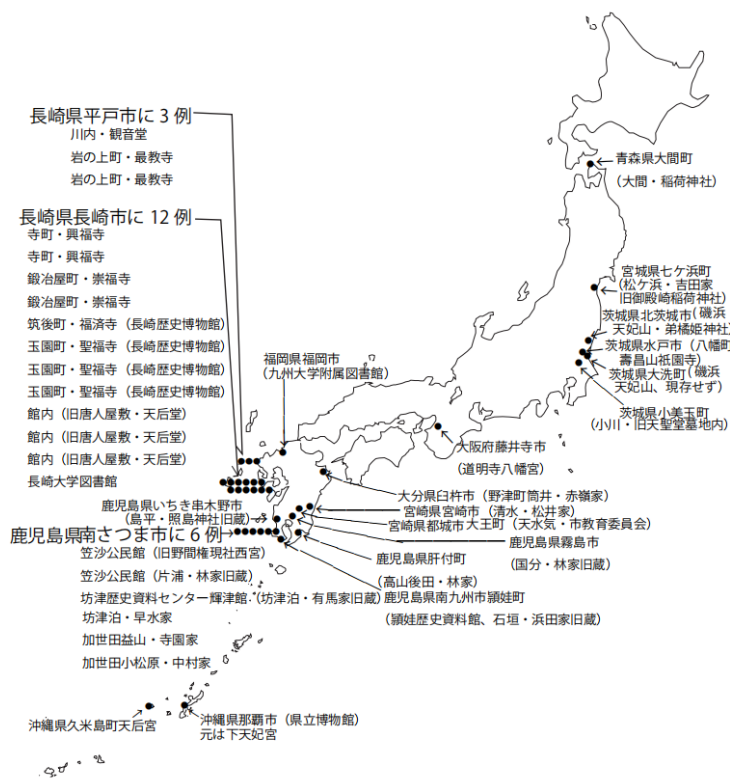 長崎県平戸市に 3 例
川内・観音堂
岩の上町・最教寺
岩の上町・最教寺
長崎県長崎市に 12 例
寺町・興福寺
寺町・興福寺
鍛冶屋町・崇福寺
鍛冶屋町・崇福寺
筑後町・福済寺（長崎歴史博物館）
玉園町・聖福寺（長崎歴史博物館）
玉園町・聖福寺（長崎歴史博物館）
玉園町・聖福寺（長崎歴史博物館）
館内（旧唐人屋敷・天后堂）
館内（旧唐人屋敷・天后堂）
館内（旧唐人屋敷・天后堂）
長崎大学図書館
福岡県福岡市
（九州大学附属図書館）
青森県大間町
（大間・稲荷神社）
宮城県七ケ浜町
（松ケ浜・吉田家
旧御殿崎稲荷神社）
茨城県北茨城市（磯浜
天妃山・弟橘姫神社）
茨城県水戸市（八幡町
壽昌山祇園寺）
茨城県大洗町（磯浜
天妃山、現存せず）
茨城県小美玉町
（小川・旧天聖堂墓地内）
大阪府藤井寺市
（道明寺八幡宮）
大分県臼杵市（野津町筒井・赤嶺家）
宮崎県宮崎市（清水・松井家）
宮崎県都城市大王町（天水気・市教育委員会）
鹿児島県霧島市
（国分・林家旧蔵）
鹿児島県肝付町
（高山後田・林家）
鹿児島県南九州市頴娃町
（頴娃歴史資料館、石垣・浜田家旧蔵）
鹿児島県いちき串木野市
（島平・照島神社旧蔵）
鹿児島県南さつま市に 6 例
笠沙公民館（旧野間権現社西宮）
笠沙公民館（片浦・林家旧蔵）
坊津歴史資料センター輝津館（坊津泊・有馬家旧蔵）
坊津泊・早水家
加世田益山・寺園家
加世田小松原・中村家
沖縄県久米島町天后宮
沖縄県那覇市（県立博物館）
元は下天妃宮